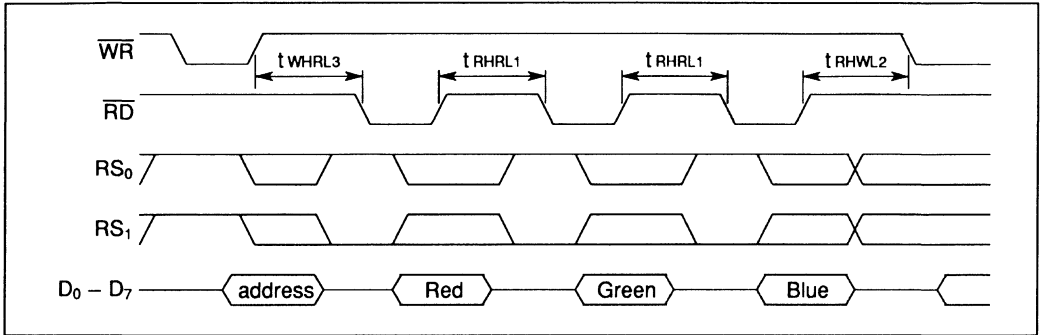 WR
t WHRL3
t RHRL1
t RHRL1
t RHWL2
RD
RS₀
RS₁
D₀ – D₇
address
Red
Green
Blue